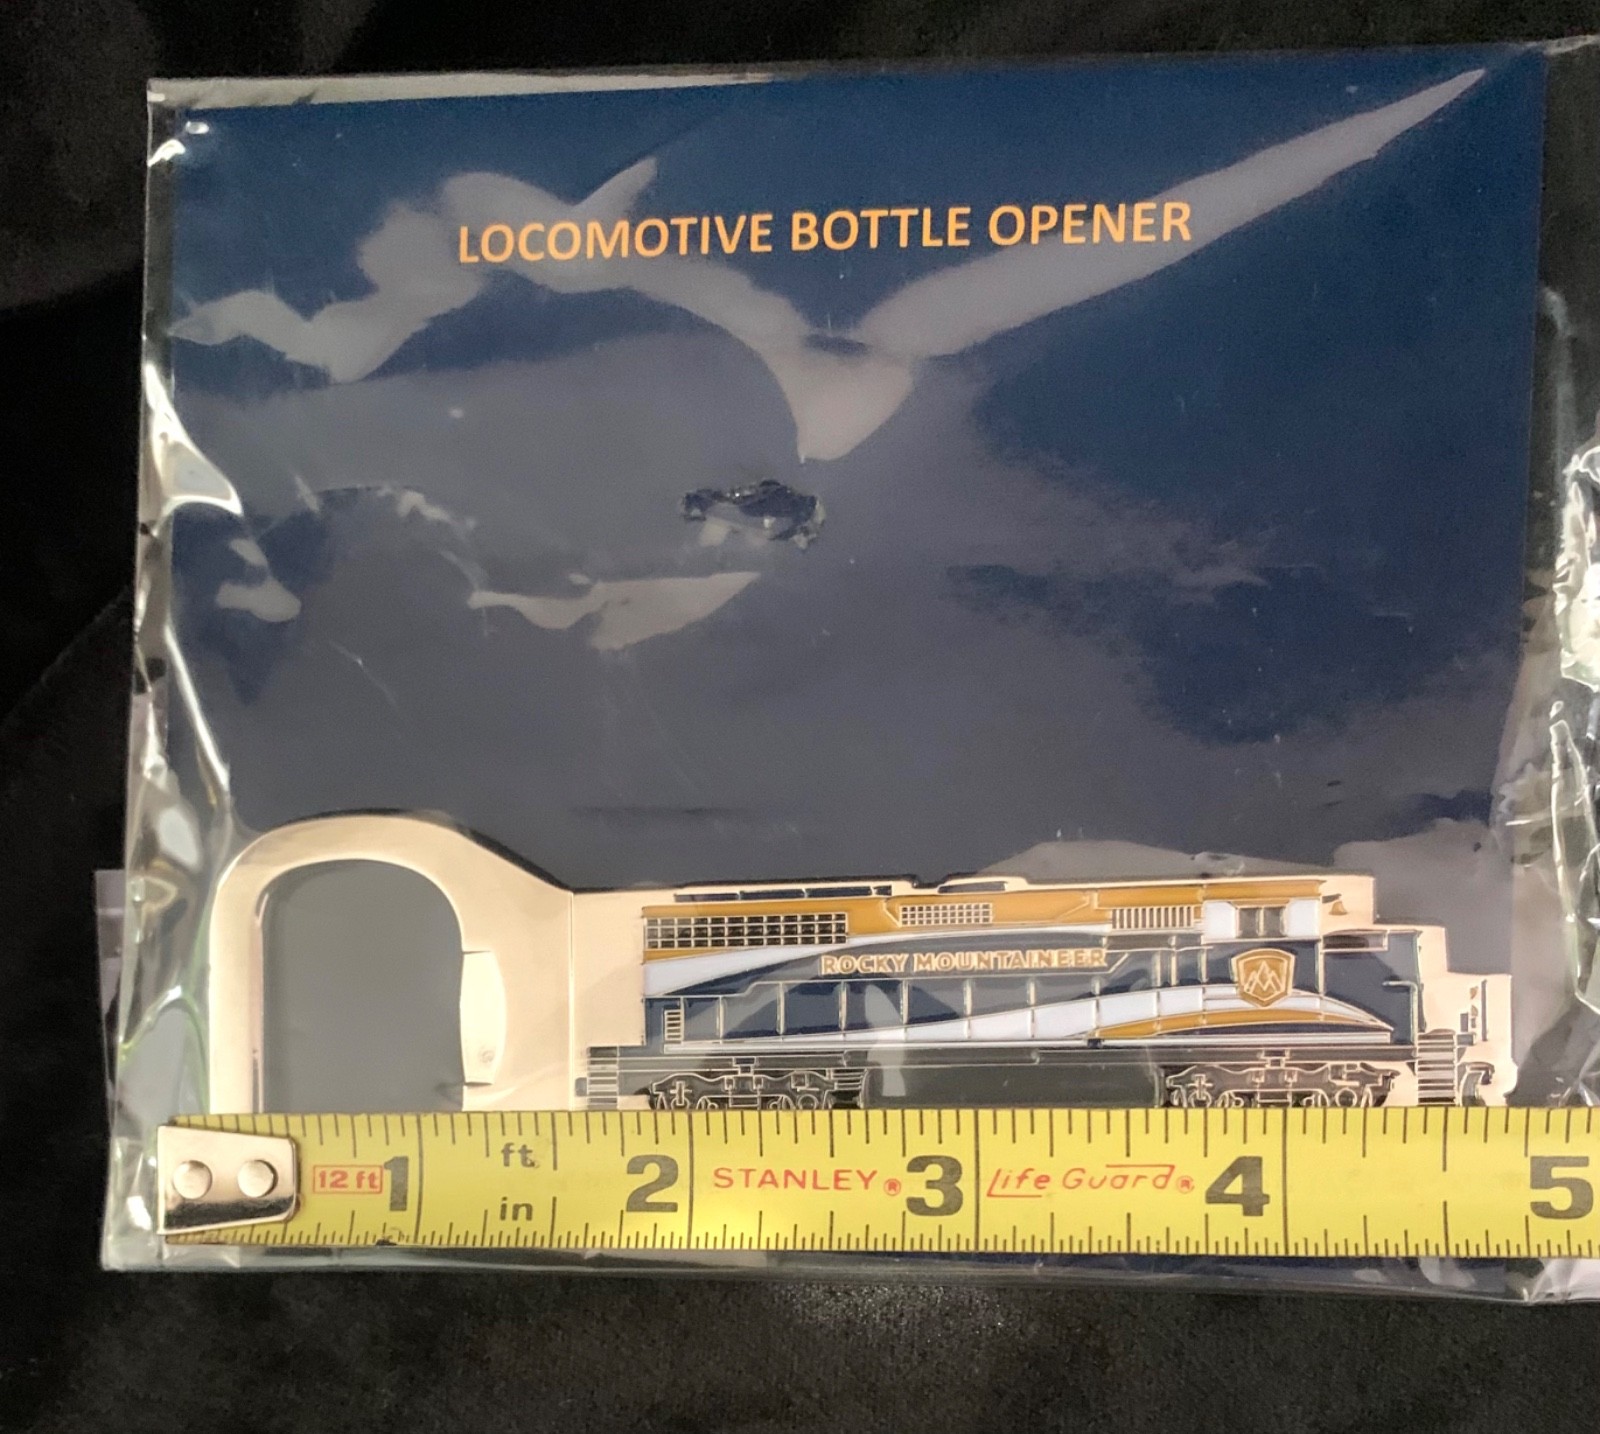 LOCOMOTIVE BOTTLE OPENER
ROCKY MOUNTAINEER
12 ft 1 ft. in 2 STANLEY® 3 Life Guard® 4 5